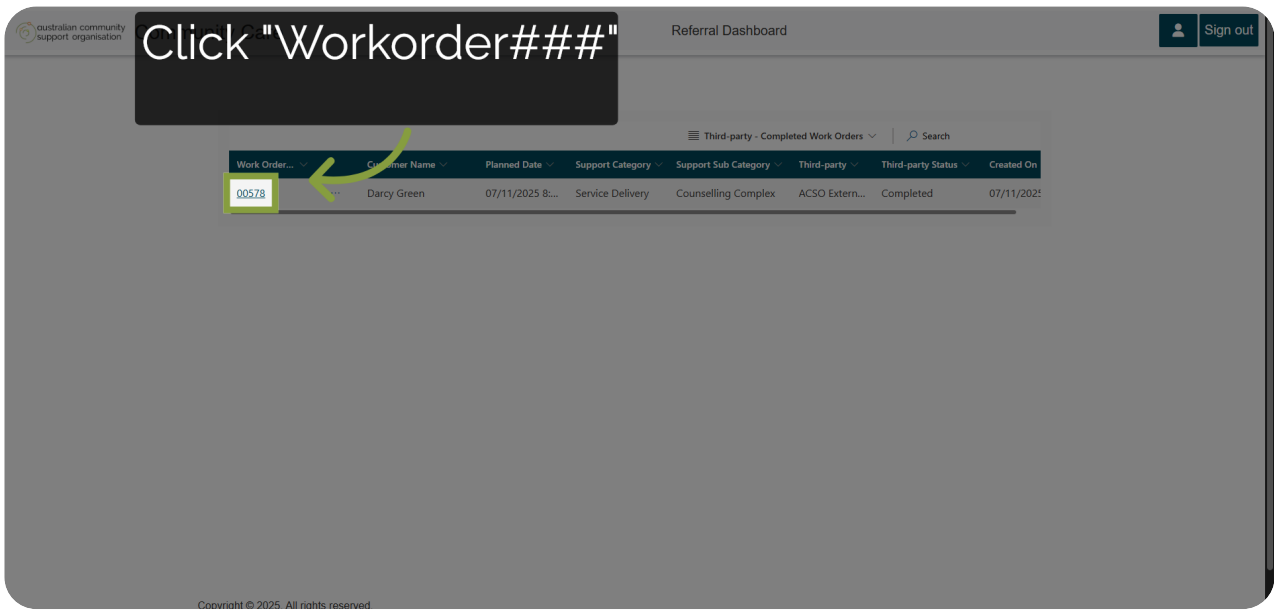 australian community
support organisation
Click "Workorder###"
Referral Dashboard
Sign out
Third-party - Completed Work Orders
Search
Work Order... Customer Name Planned Date Support Category Support Sub Category Third-party Third-party Status Created On
00578 Darcy Green 07/11/2025 8:... Service Delivery Counselling Complex ACSO Extern... Completed 07/11/2025
Copyright © 2025. All rights reserved.